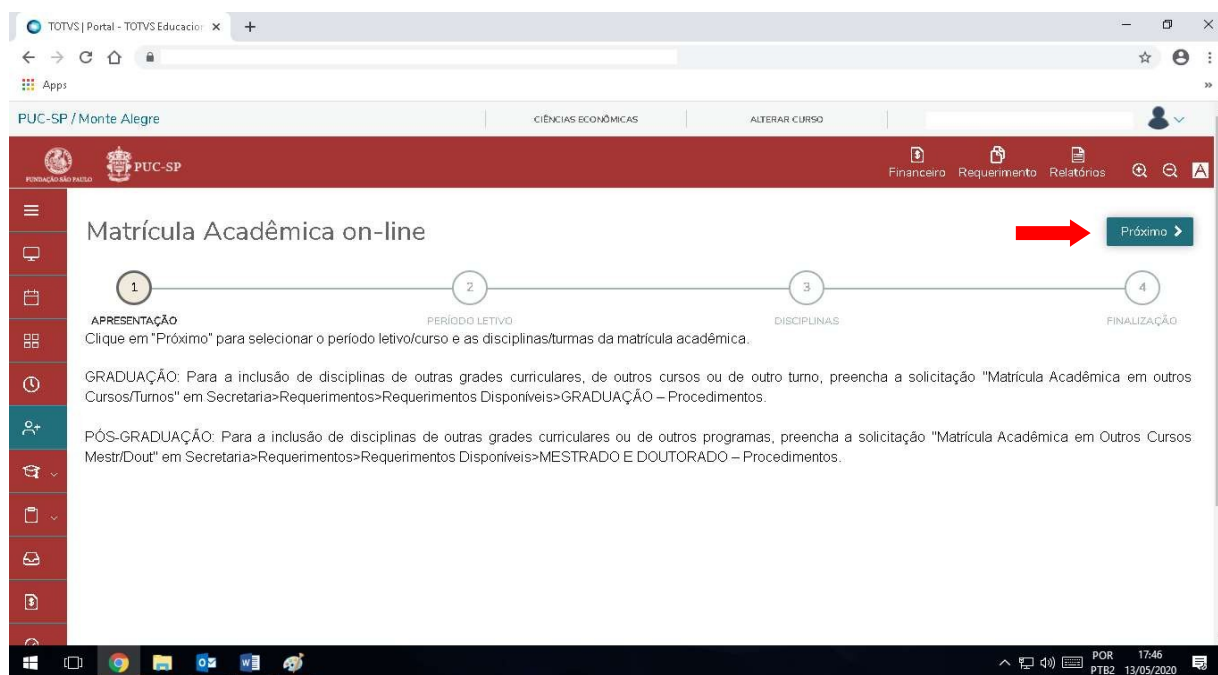 TOTVS | Portal - TOTVS Educacion
Apps
PUC-SP / Monte Alegre
CIÊNCIAS ECONÔMICAS
ALTERAR CURSO
FUNDAÇÃO SÃO PAULO
PUC-SP
Financeiro Requerimento Relatórios
A
Matrícula Acadêmica on-line
Próximo
1 2 3 4
APRESENTAÇÃO PERÍODO LETIVO DISCIPLINAS FINALIZAÇÃO
Clique em "Próximo" para selecionar o período letivo/curso e as disciplinas/turmas da matrícula acadêmica.
GRADUAÇÃO: Para a inclusão de disciplinas de outras grades curriculares, de outros cursos ou de outro turno, preencha a solicitação "Matrícula Acadêmica em outros
Cursos/Turnos" em Secretaria>Requerimentos>Requerimentos Disponíveis>GRADUAÇÃO – Procedimentos.
PÓS-GRADUAÇÃO: Para a inclusão de disciplinas de outras grades curriculares ou de outros programas, preencha a solicitação "Matrícula Acadêmica em Outros Cursos
Mestr/Dout" em Secretaria>Requerimentos>Requerimentos Disponíveis>MESTRADO E DOUTORADO – Procedimentos.
POR 17:46
PTB2 13/05/2020